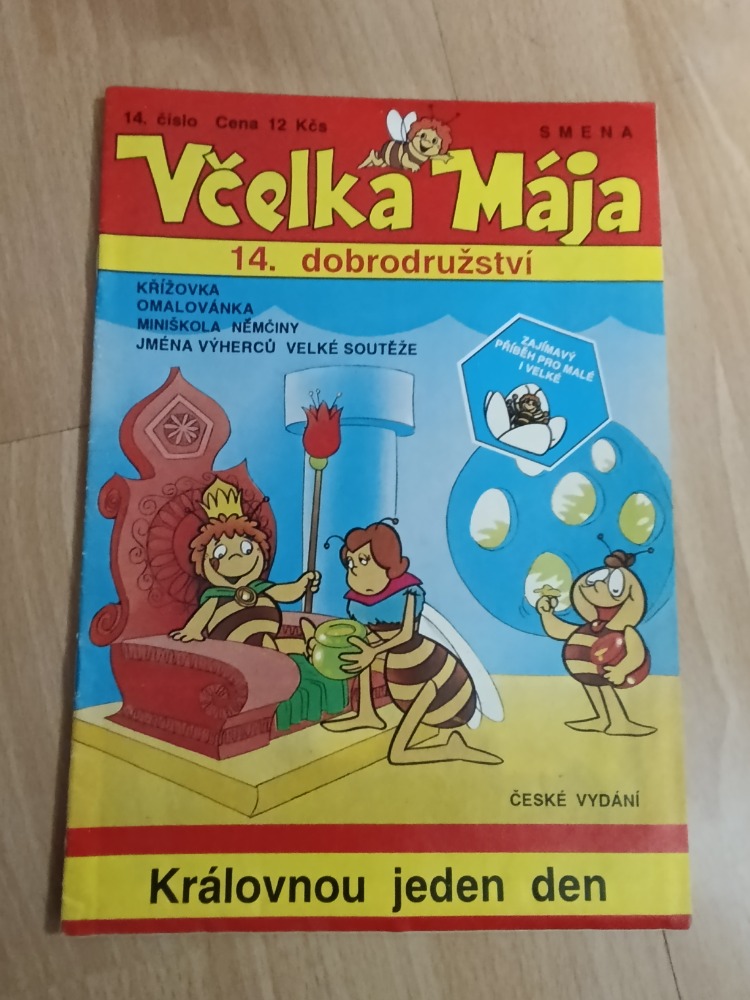 14. číslo Cena 12 Kčs
SMENA
Včelka Mája
14. dobrodružství
KŘÍŽOVKA
OMALOVÁNKA
MINIŠKOLA NĚMČINY
JMÉNA VÝHERCŮ VELKÉ SOUTĚŽE
ZAJÍMAVÝ
PŘÍBĚH PRO MALÉ
I VELKÉ
ČESKÉ VYDÁNÍ
Královnou jeden den